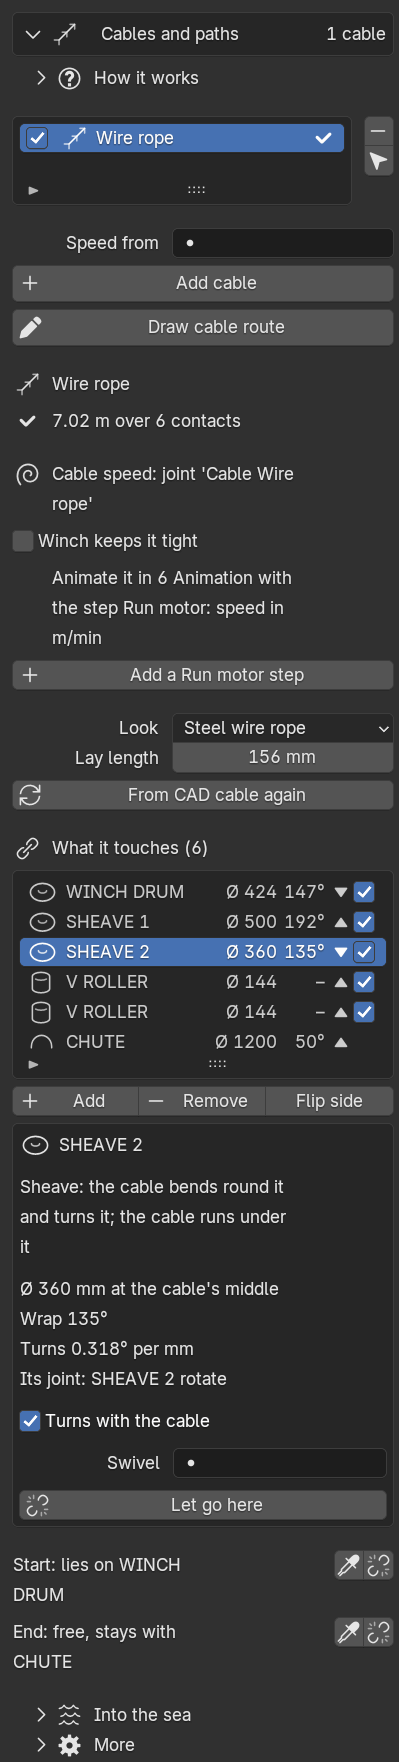 Cables and paths 1 cable
How it works
Wire rope
Speed from
Add cable
Draw cable route
Wire rope
7.02 m over 6 contacts
Cable speed: joint 'Cable Wire
rope'
Winch keeps it tight
Animate it in 6 Animation with
the step Run motor: speed in
m/min
Add a Run motor step
Look Steel wire rope
Lay length 156 mm
From CAD cable again
What it touches (6)
WINCH DRUM Ø 424 147°
SHEAVE 1 Ø 500 192°
SHEAVE 2 Ø 360 135°
V ROLLER Ø 144 –
V ROLLER Ø 144 –
CHUTE Ø 1200 50°
Add Remove Flip side
SHEAVE 2
Sheave: the cable bends round it
and turns it; the cable runs under
it
Ø 360 mm at the cable's middle
Wrap 135°
Turns 0.318° per mm
Its joint: SHEAVE 2 rotate
Turns with the cable
Swivel
Let go here
Start: lies on WINCH
DRUM
End: free, stays with
CHUTE
Into the sea
More